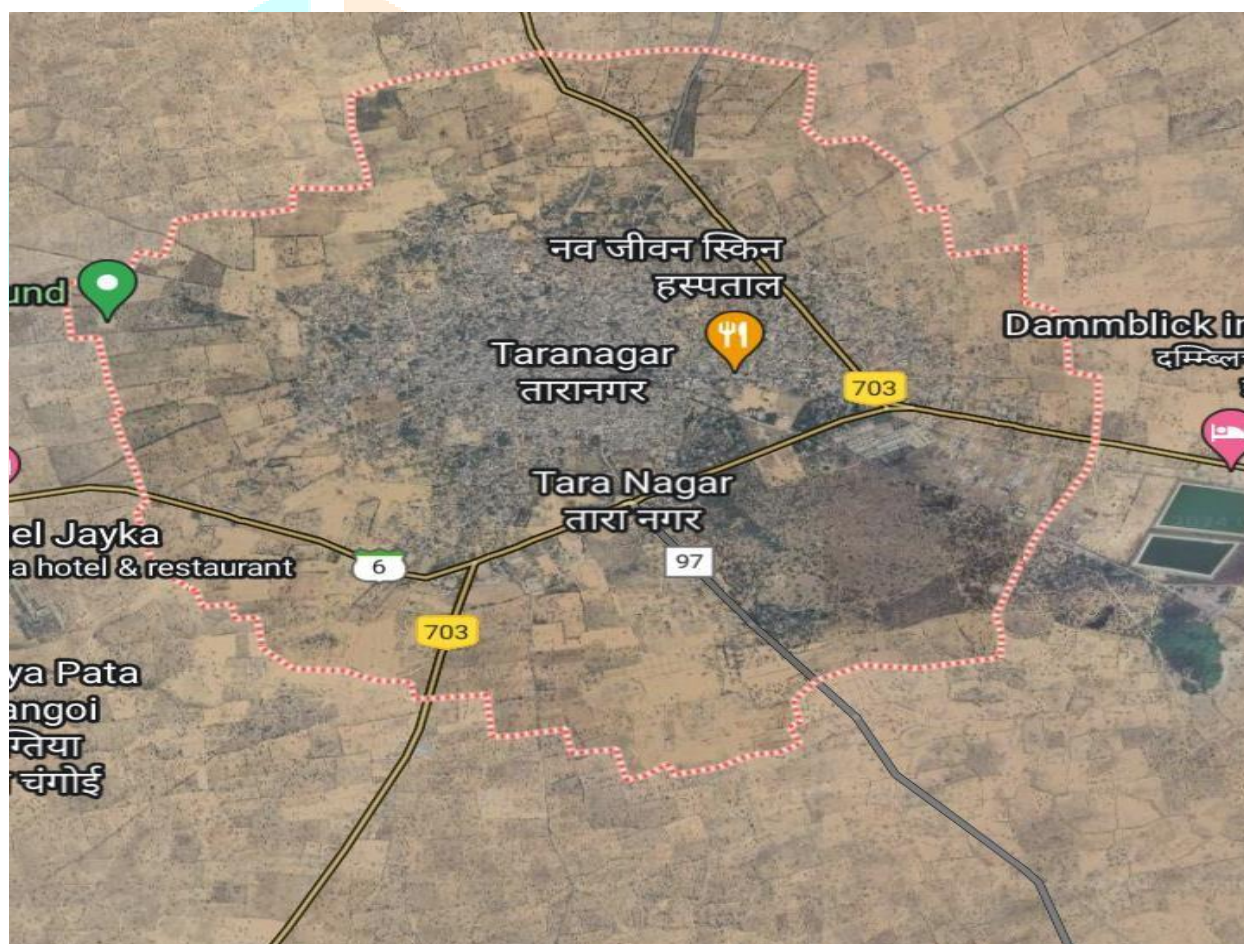 नव जीवन स्किन
हस्पताल
und
Dammblick in
Taranagar
तारानगर
703
Tara Nagar
तारा नगर
el Jayka
a hotel & restaurant
6
97
703
ya Pata
angoi
ग्तिया
चंगोई